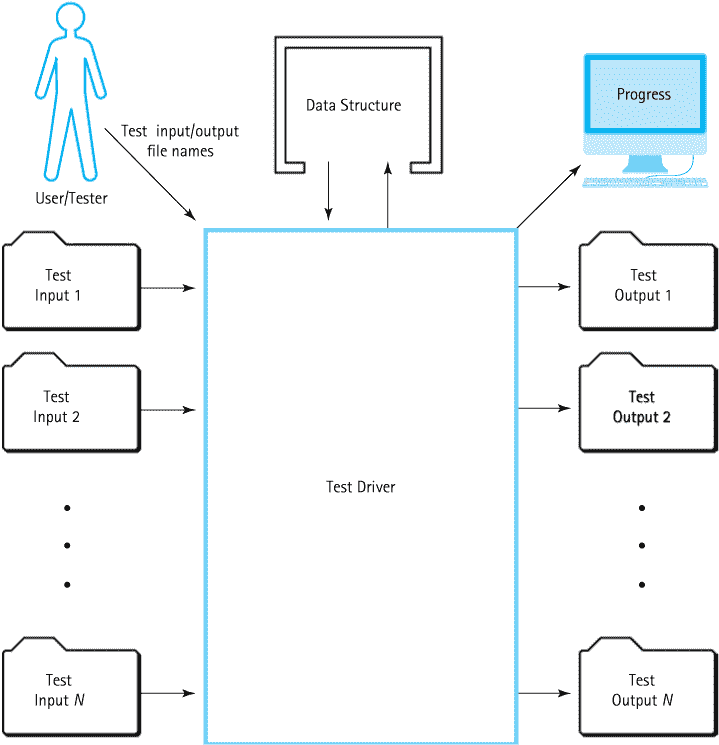 Data Structure
Progress
Test input/output
file names
User/Tester
Test
Input 1
Test
Output 1
Test
Input 2
Test
Output 2
Test Driver
Test
Input N
Test
Output N